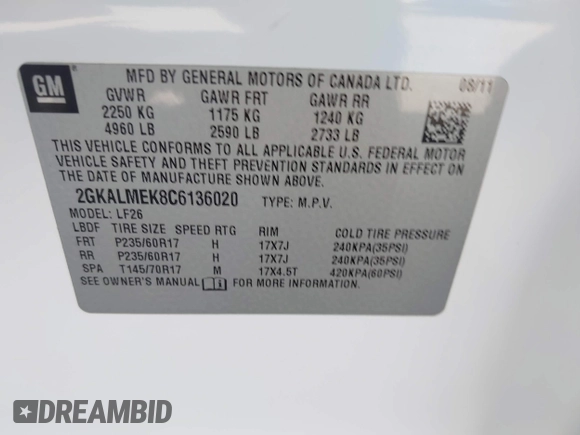 GM
MFD BY GENERAL MOTORS OF CANADA LTD. 08/11
GVWR GAWR FRT GAWR RR
2250 KG 1175 KG 1240 KG
4960 LB 2590 LB 2733 LB
THIS VEHICLE CONFORMS TO ALL APPLICABLE U.S. FEDERAL MOTOR
VEHICLE SAFETY AND THEFT PREVENTION STANDARDS IN EFFECT ON
THE DATE OF MANUFACTURE SHOWN ABOVE.
2GKALMEK8C6136020 TYPE: M.P.V.
MODEL: LF26
LBDF TIRE SIZE SPEED RTG RIM COLD TIRE PRESSURE
FRT P235/60R17 H 17X7J 240KPA(35PSI)
RR P235/60R17 H 17X7J 240KPA(35PSI)
SPA T145/70R17 M 17X4.5T 420KPA(60PSI)
SEE OWNER'S MANUAL FOR MORE INFORMATION.
DREAMBID